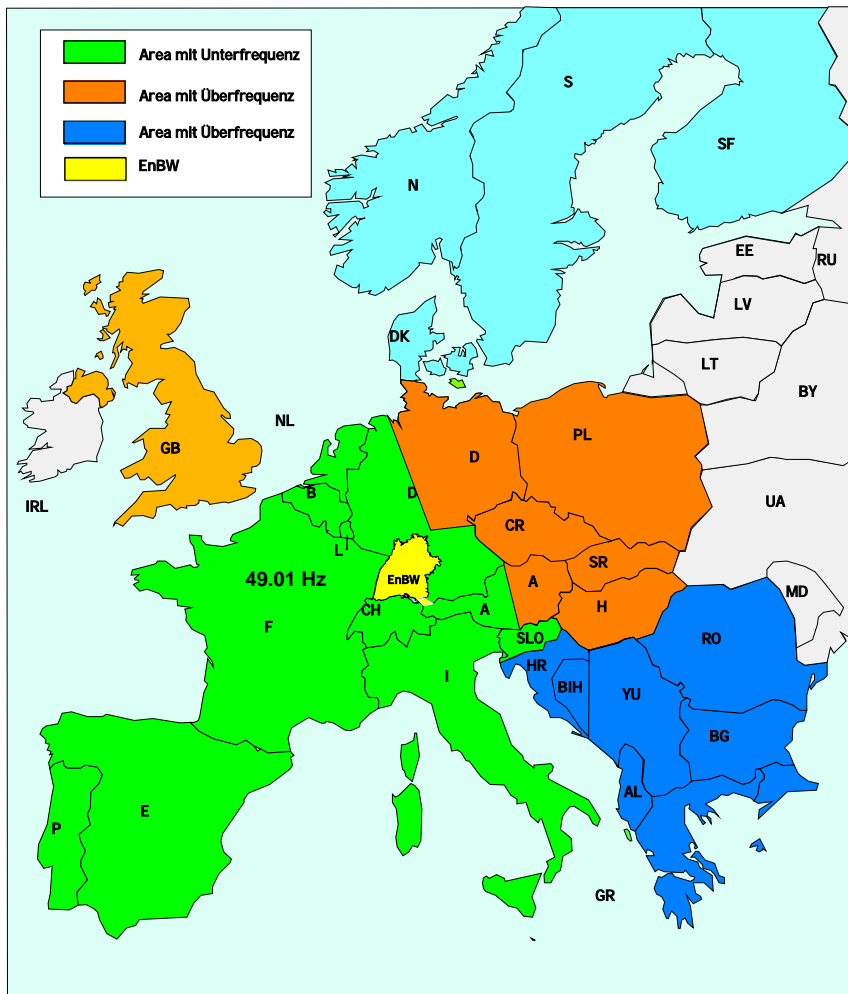 Area mit Unterfrequenz
Area mit Überfrequenz
Area mit Überfrequenz
EnBW
S
SF
N
EE
RU
LV
DK
LT
BY
NL
PL
GB
D
B
D
IRL
UA
CR
L
SR
49.01 Hz
EnBW
A
MD
CH
A
H
F
SLO
RO
HR
I
BIH
YU
BG
AL
E
P
GR